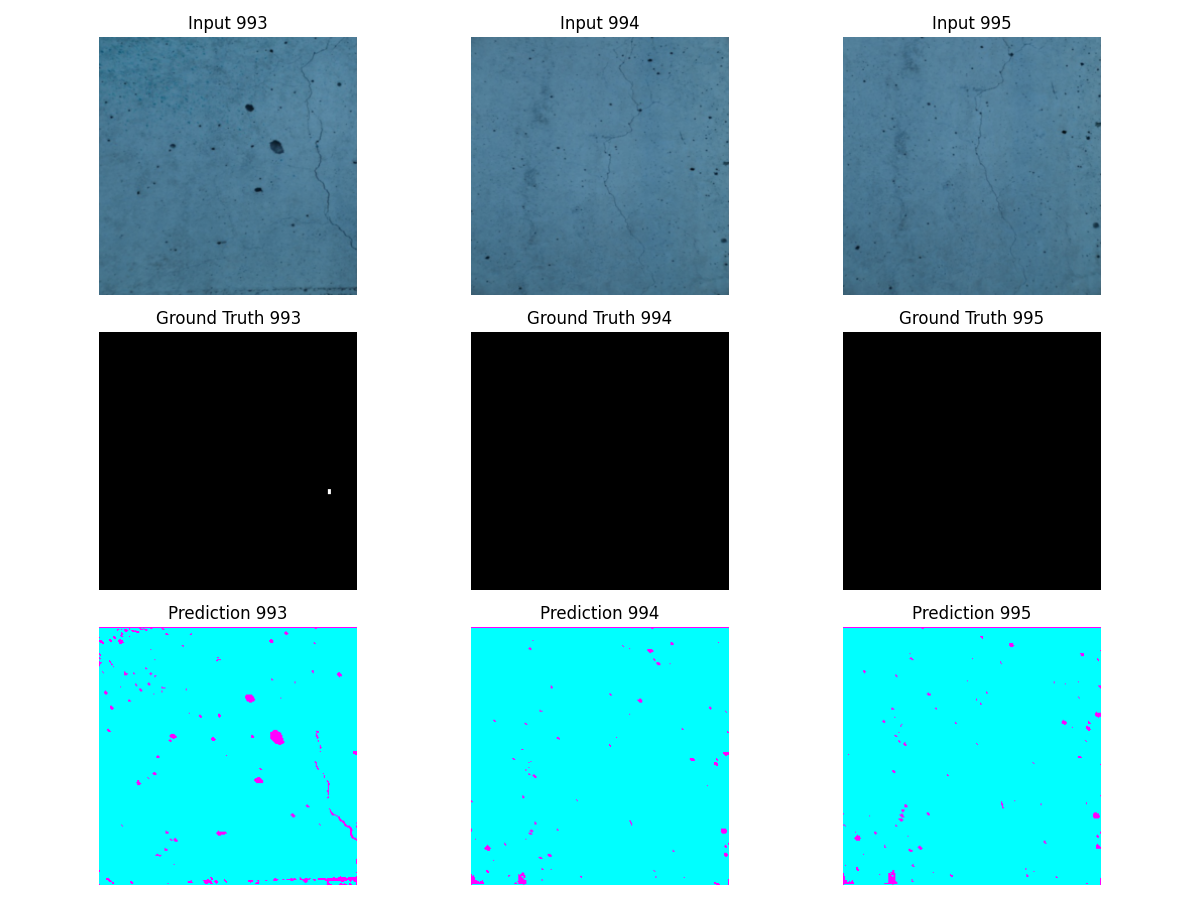 Input 993
Input 994
Input 995
Ground Truth 993
Ground Truth 994
Ground Truth 995
Prediction 993
Prediction 994
Prediction 995